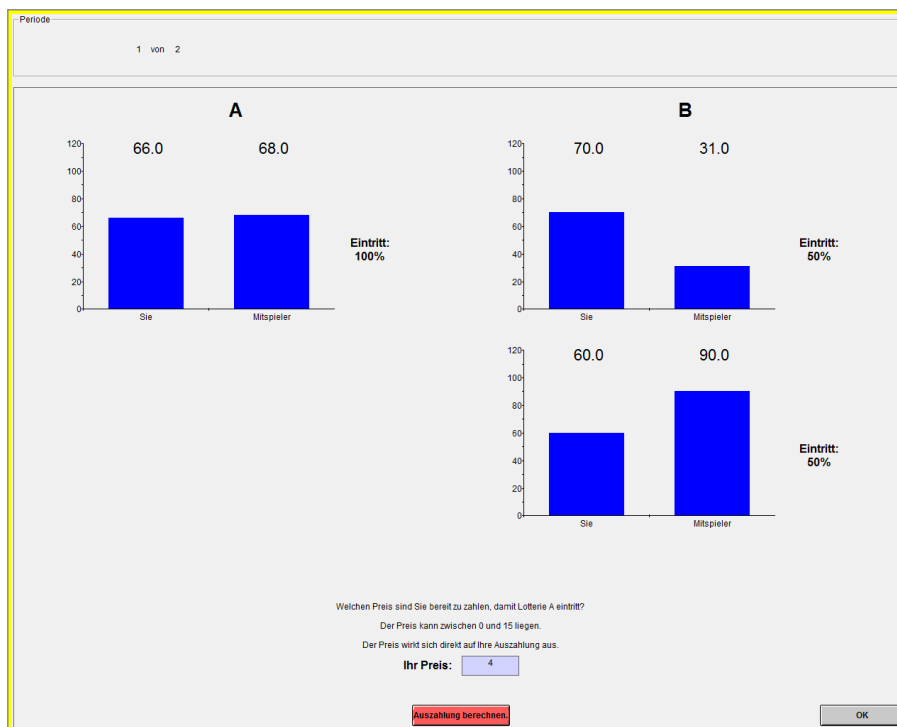 Periode
1 von 2
A
66.0 68.0
120
100
80
60
40
20
0
Sie Mitspieler
Eintritt:
100%
B
70.0 31.0
120
100
80
60
40
20
0
Sie Mitspieler
Eintritt:
50%
60.0 90.0
120
100
80
60
40
20
0
Sie Mitspieler
Eintritt:
50%
Welchen Preis sind Sie bereit zu zahlen, damit Lotterie A eintritt?
Der Preis kann zwischen 0 und 15 liegen.
Der Preis wirkt sich direkt auf Ihre Auszahlung aus.
Ihr Preis: 4
Auszahlung berechnen.
OK